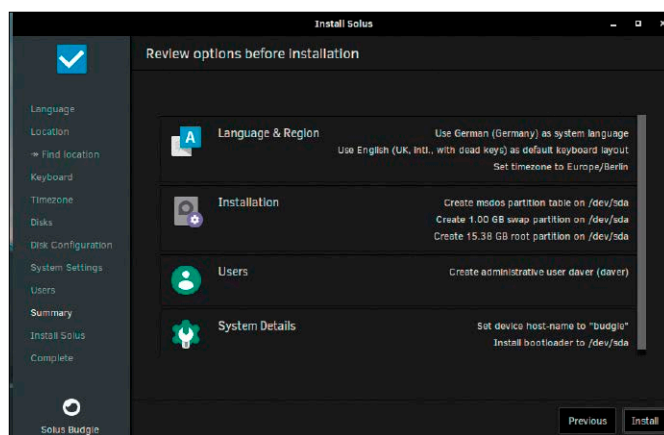 Install Solus
Review options before installation
Language
Location
↠ Find location
Keyboard
Timezone
Disks
Disk Configuration
System Settings
Users
Summary
Install Solus
Complete
Solus Budgie
A
Language & Region
Use German (Germany) as system language
Use English (UK, intl., with dead keys) as default keyboard layout
Set timezone to Europe/Berlin
Installation
Create msdos partition table on /dev/sda
Create 1.00 GB swap partition on /dev/sda
Create 15.38 GB root partition on /dev/sda
Users
Create administrative user daver (daver)
System Details
Set device host-name to "budgie"
Install bootloader to /dev/sda
Previous
Install